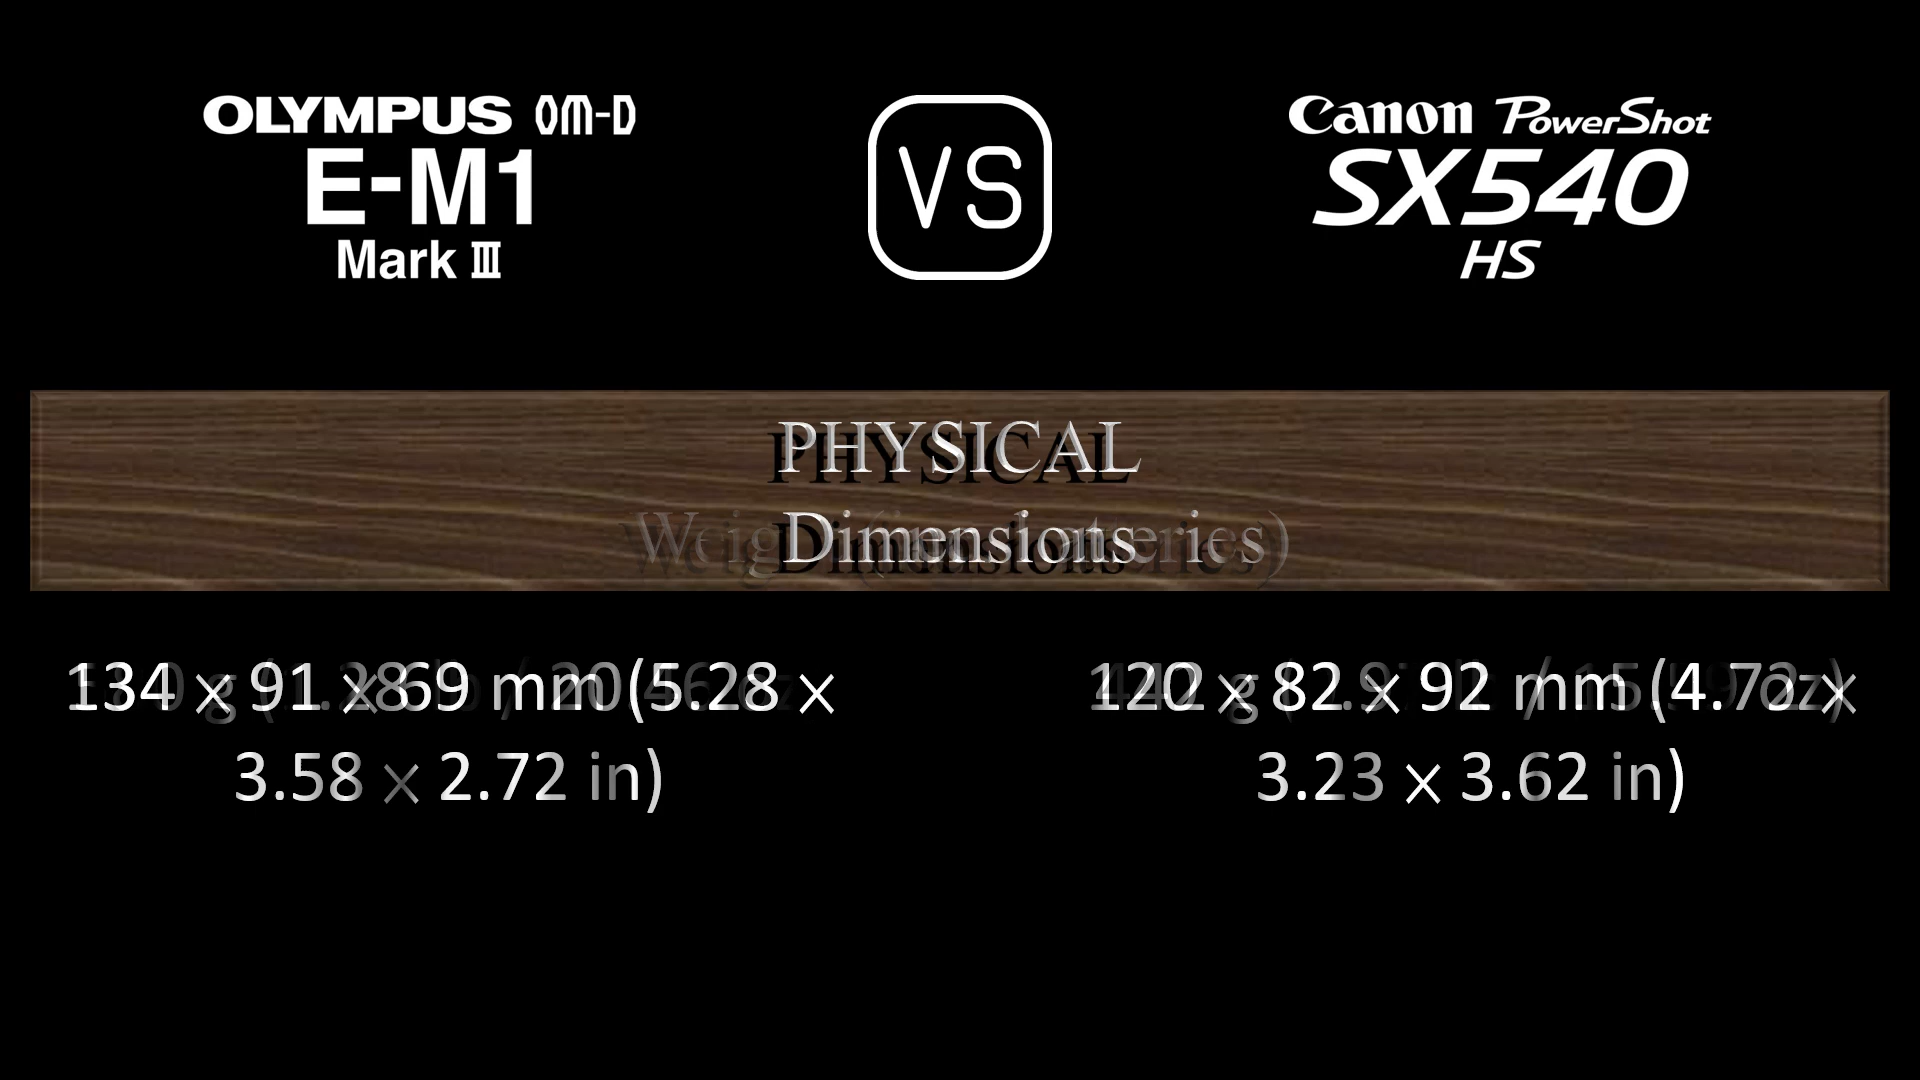 OLYMPUS OM-D
E-M1
Mark III
VS
Canon PowerShot
SX540
HS
PHYSICAL
Dimensions
134 x 91 x 69 mm (5.28 x
3.58 x 2.72 in)
120 x 82 x 92 mm (4.72 x
3.23 x 3.62 in)